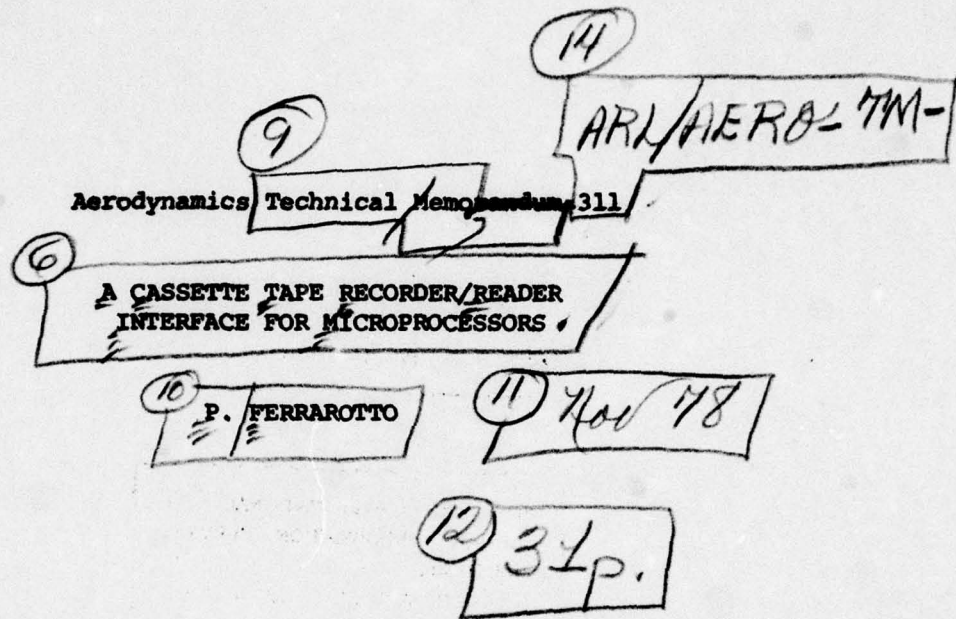 14
ARL/AERO-TM-
9
Aerodynamics Technical Memorandum 311
6
A CASSETTE TAPE RECORDER/READER
INTERFACE FOR MICROPROCESSORS.
10 P. FERRAROTTO 11 Nov 78
12 31p.